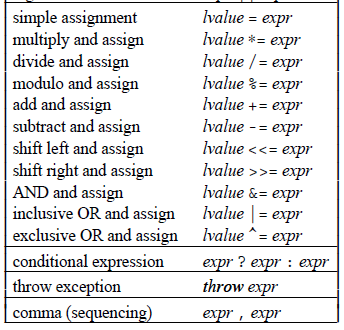 simple assignment lvalue = expr
multiply and assign lvalue *= expr
divide and assign lvalue /= expr
modulo and assign lvalue %= expr
add and assign lvalue += expr
subtract and assign lvalue -= expr
shift left and assign lvalue <<= expr
shift right and assign lvalue >>= expr
AND and assign lvalue &= expr
inclusive OR and assign lvalue |= expr
exclusive OR and assign lvalue ^= expr
conditional expression expr ? expr : expr
throw exception throw expr
comma (sequencing) expr , expr